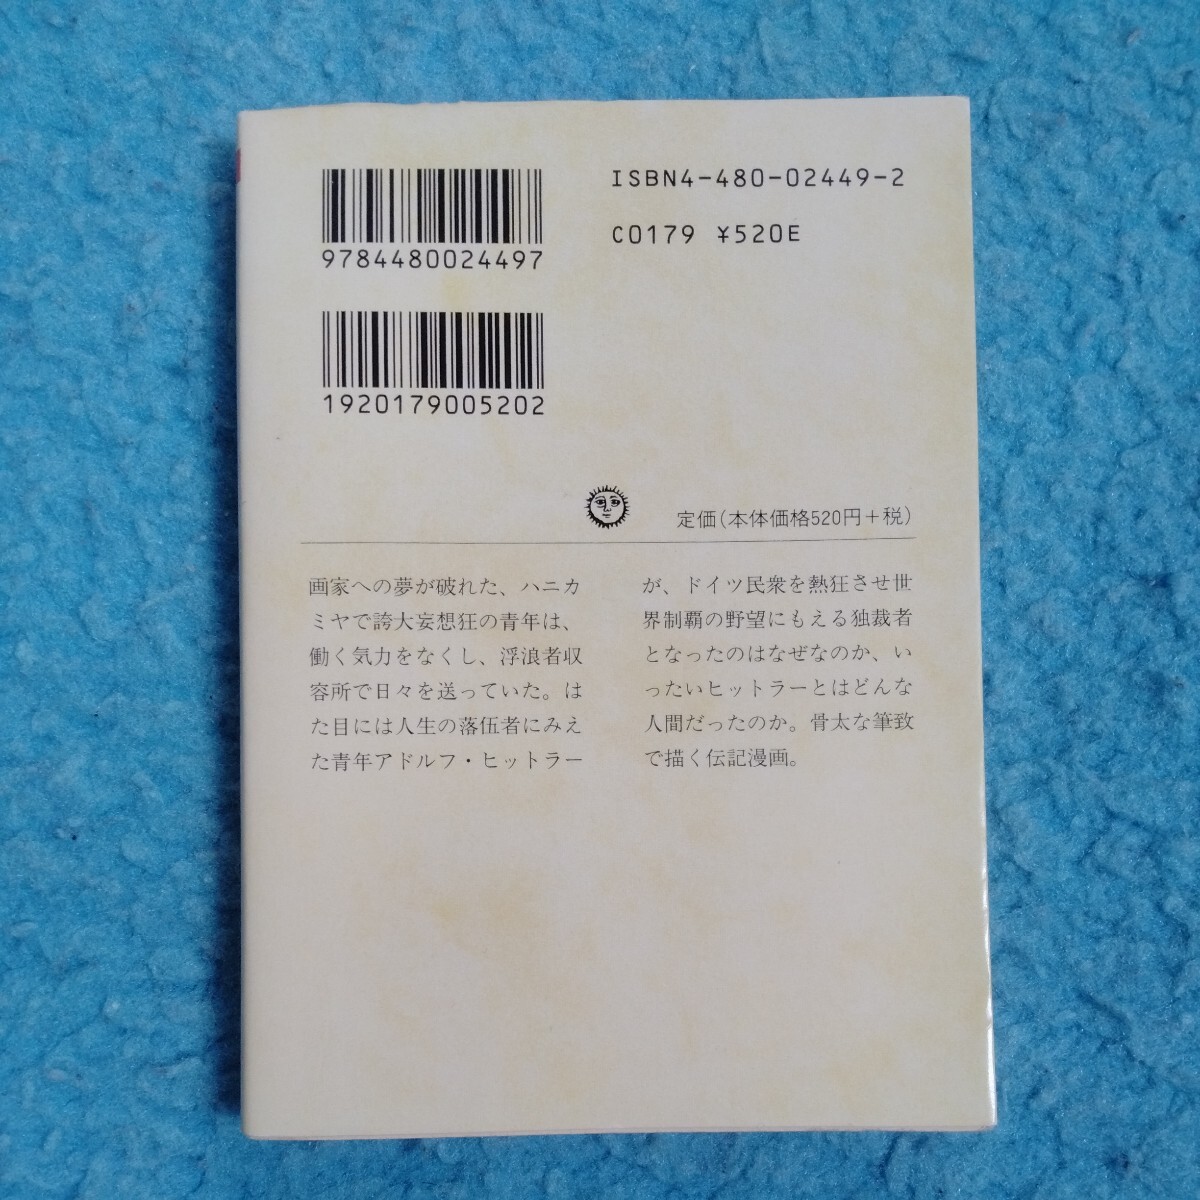 9784480024497
ISBN4-480-02449-2
C0179 ¥520E
1920179005202
定価(本体価格520円+税)
画家への夢が破れた、ハニカ
ミヤで誇大妄想狂の青年は、
働く気力をなくし、浮浪者収
容所で日々を送っていた。は
た目には人生の落伍者にみえ
た青年アドルフ・ヒットラー
が、ドイツ民衆を熱狂させ世
界制覇の野望にもえる独裁者
となったのはなぜなのか、い
ったいヒットラーとはどんな
人間だったのか。骨太な筆致
で描く伝記漫画。